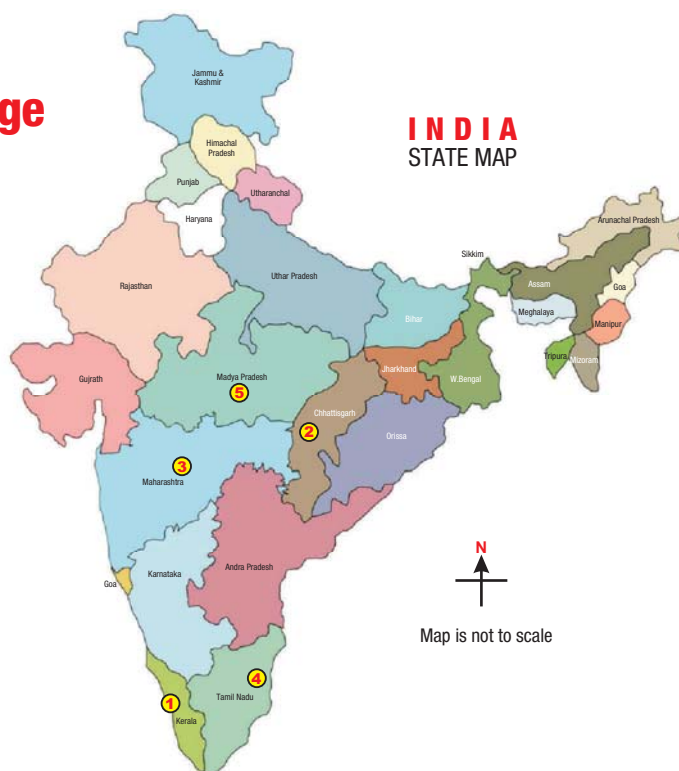 ge
INDIA
STATE MAP
Jammu &
Kashmir
Himachal
Pradesh
Punjab
Utharanchal
Haryana
Arunachal Pradesh
Sikkim
Rajasthan
Uthar Pradesh
Assam
Goa
Bihar
Meghalaya
Manipur
Tripura
Mizoram
Gujrath
Madya Pradesh
5
Jharkhand
W.Bengal
Chhattisgarh
2
Orissa
3
Maharashtra
Andra Pradesh
Karnataka
Goa
N
Map is not to scale
4
Tamil Nadu
1
Kerala